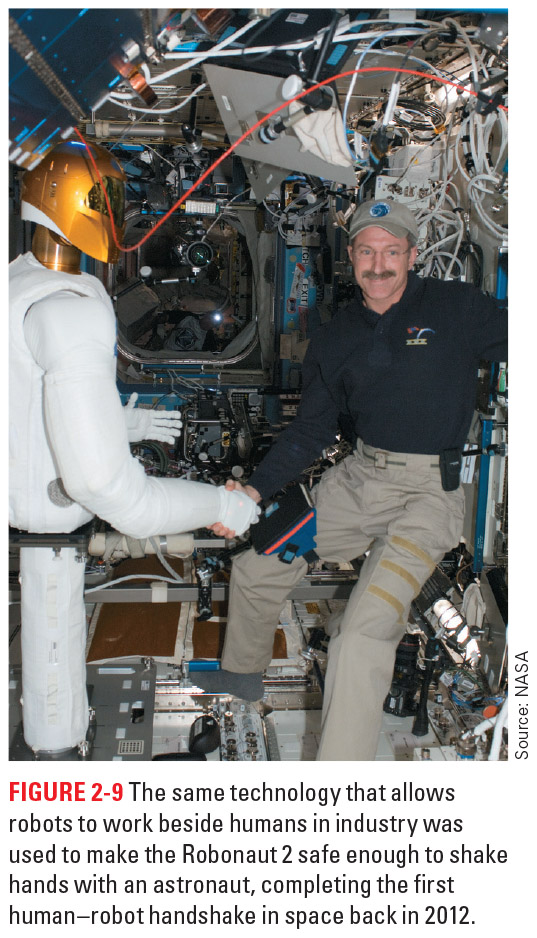 EXIT
Source: NASA
FIGURE 2-9 The same technology that allows
robots to work beside humans in industry was
used to make the Robonaut 2 safe enough to shake
hands with an astronaut, completing the first
human–robot handshake in space back in 2012.